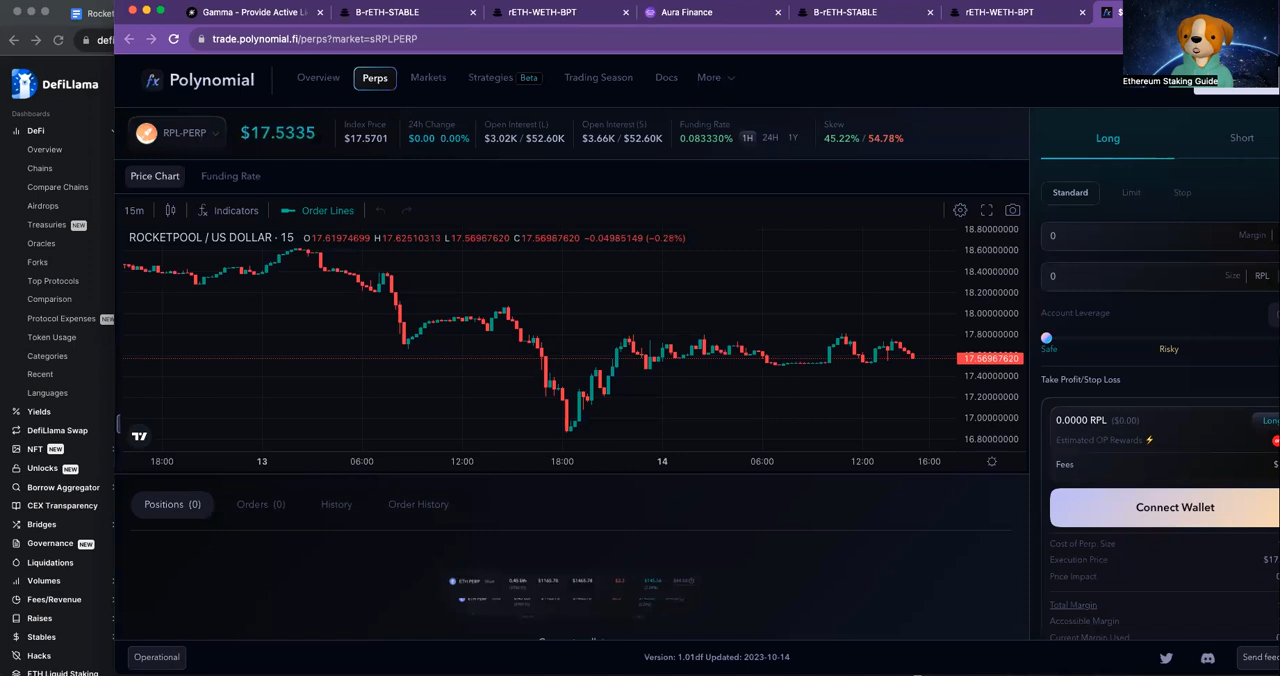 Rocket
Gamma - Provide Active Li
B-rETH-STABLE
rETH-WETH-BPT
Aura Finance
B-rETH-STABLE
rETH-WETH-BPT
defi
trade.polynomial.fi/perps?market=sRPLPERP
Ethereum Staking Guide
DefiLlama
Polynomial
Overview
Perps
Markets
Strategies Beta
Trading Season
Docs
More
Dashboards
DeFi
Overview
Chains
Compare Chains
Airdrops
Treasuries NEW
Oracles
Forks
Top Protocols
Comparison
Protocol Expenses NEW
Token Usage
Categories
Recent
Languages
Yields
DefiLlama Swap
NFT NEW
Unlocks NEW
Borrow Aggregator
CEX Transparency
Bridges
Governance NEW
Liquidations
Volumes
Fees/Revenue
Raises
Stables
Hacks
ETH Liquid Staking
RPL-PERP
$17.5335
Index Price
$17.5701
24h Change
$0.00 0.00%
Open Interest (L)
$3.02K / $52.60K
Open Interest (S)
$3.66K / $52.60K
Funding Rate
0.083330% 1H 24H 1Y
Skew
45.22% / 54.78%
Price Chart
Funding Rate
15m
Indicators
Order Lines
ROCKETPOOL / US DOLLAR · 15 O17.61974699 H17.62510313 L17.56967620 C17.56967620 −0.04985149 (−0.28%)
18.80000000
18.60000000
18.40000000
18.20000000
18.00000000
17.80000000
17.56967620
17.40000000
17.20000000
17.00000000
16.80000000
18:00
13
06:00
12:00
18:00
14
06:00
12:00
16:00
Positions (0)
Orders (0)
History
Order History
Operational
Version: 1.01df Updated: 2023-10-14
Long
Short
Standard
Limit
Stop
0
Margin
0
Size
RPL
Account Leverage
Safe
Risky
Take Profit/Stop Loss
0.0000 RPL ($0.00)
Lon
Estimated OP Rewards ⚡
Fees
$
Connect Wallet
Cost of Perp. Size
Execution Price
$17
Price Impact
Total Margin
Accessible Margin
Current Margin Used
Send feed